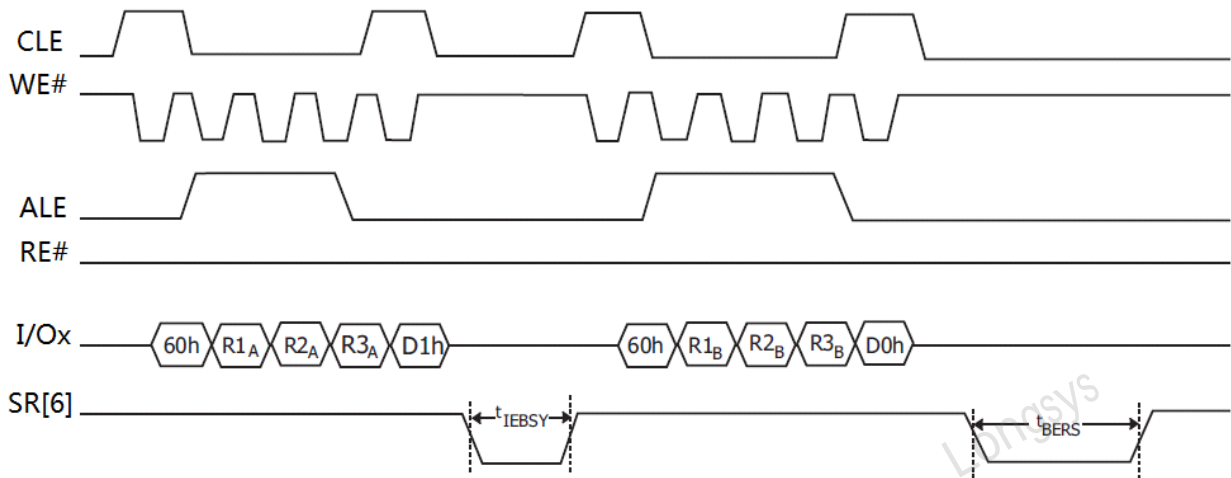 CLE
WE#
ALE
RE#
I/Ox 60h R1A R2A R3A D1h 60h R1B R2B R3B D0h
SR[6] tIEBSY tBERS
Longsys